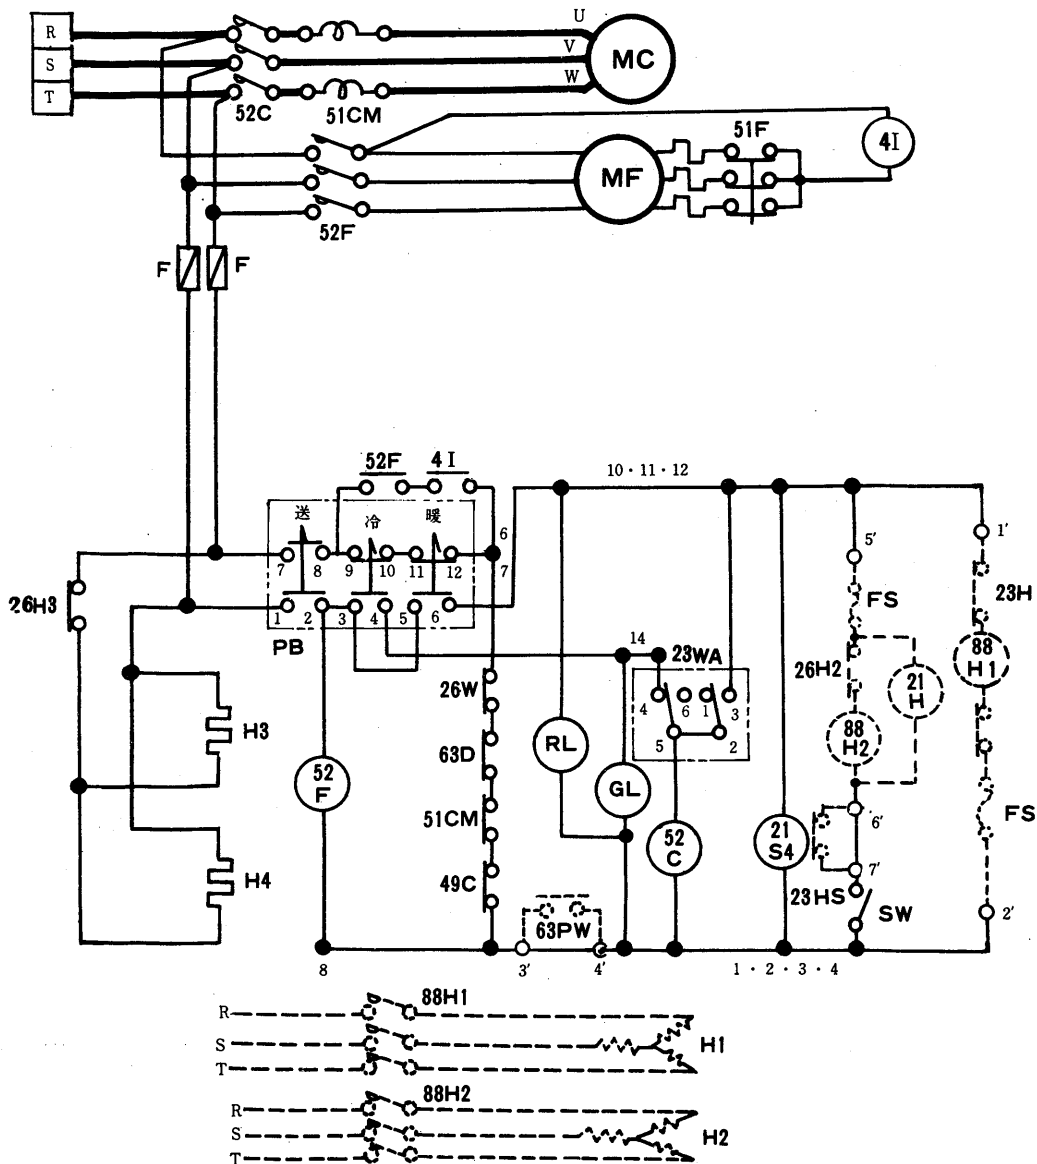 R
S
T
U
V
W
MC
52C
51CM
51F
4I
MF
52F
F
F
52F
4I
10・11・12
送
冷
暖
6
7
7
8
9
10
11
12
1
2
3
4
5
6
PB
26H3
5′
1′
FS
23H
14
23WA
26W
4
6
1
3
5
2
26H2
21
H
88
H1
H3
63D
RL
88
H2
52
F
GL
51CM
52
C
21
S4
6′
FS
H4
49C
7′
23HS
SW
63PW
2′
8
3′
4′
1・2・3・4
R
88H1
S
H1
T
R
88H2
S
H2
T